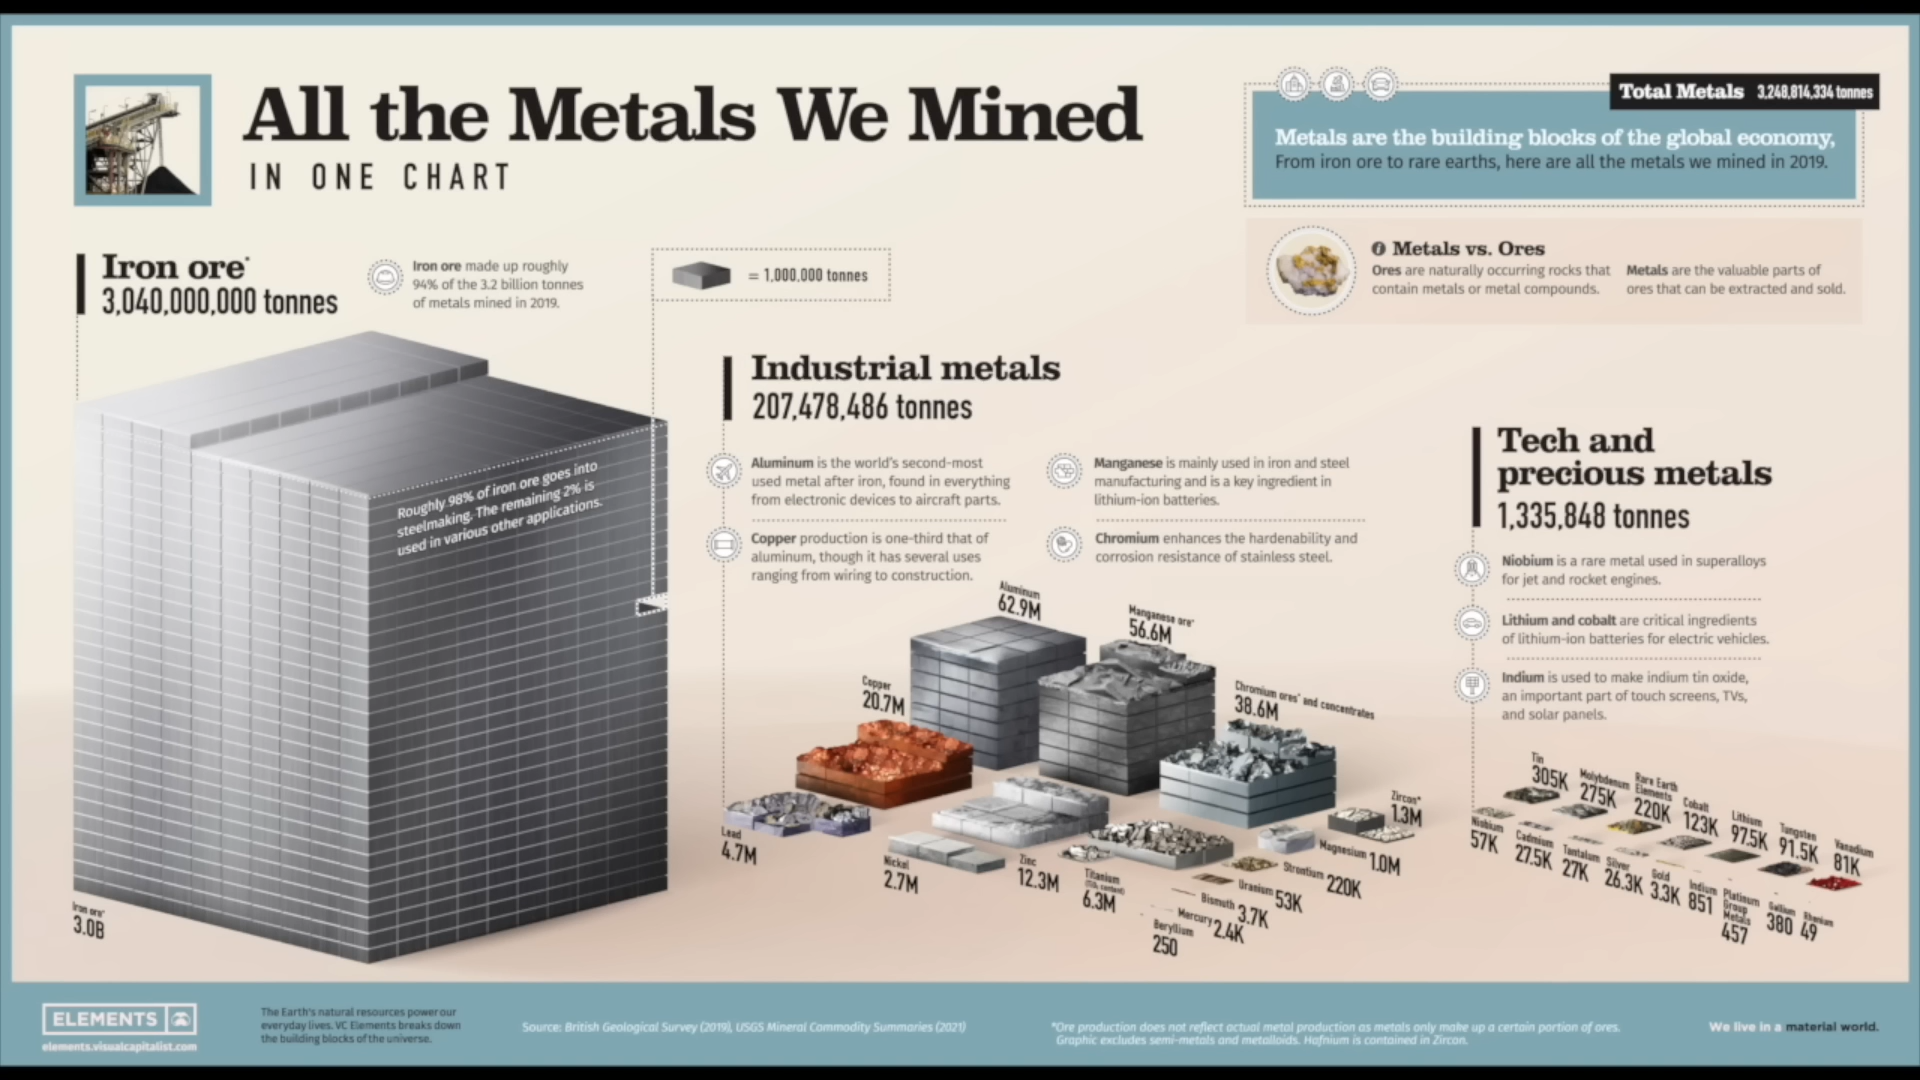 All the Metals We Mined
IN ONE CHART
Total Metals 3,248,814,334 tonnes
Metals are the building blocks of the global economy,
From iron ore to rare earths, here are all the metals we mined in 2019.
Metals vs. Ores
Ores are naturally occurring rocks that
contain metals or metal compounds.
Metals are the valuable parts of
ores that can be extracted and sold.
Iron ore*
3,040,000,000 tonnes
Iron ore made up roughly
94% of the 3.2 billion tonnes
of metals mined in 2019.
= 1,000,000 tonnes
Roughly 98% of iron ore goes into
steelmaking. The remaining 2% is
used in various other applications.
Iron ore*
3.0B
Industrial metals
207,478,486 tonnes
Aluminum is the world's second-most
used metal after iron, found in everything
from electronic devices to aircraft parts.
Copper production is one-third that of
aluminum, though it has several uses
ranging from wiring to construction.
Manganese is mainly used in iron and steel
manufacturing and is a key ingredient in
lithium-ion batteries.
Chromium enhances the hardenability and
corrosion resistance of stainless steel.
Aluminum
62.9M
Manganese ore*
56.6M
Copper
20.7M
Chromium ores* and concentrates
38.6M
Zircon*
1.3M
Lead
4.7M
Nickel
2.7M
Zinc
12.3M
Titanium
(TiO₂ content)
6.3M
Magnesium 1.0M
Strontium 220K
Uranium 53K
Bismuth 3.7K
Mercury 2.4K
Beryllium
250
Tech and
precious metals
1,335,848 tonnes
Niobium is a rare metal used in superalloys
for jet and rocket engines.
Lithium and cobalt are critical ingredients
of lithium-ion batteries for electric vehicles.
Indium is used to make indium tin oxide,
an important part of touch screens, TVs,
and solar panels.
Tin
305K
Molybdenum
275K
Rare Earth
Elements
220K
Cobalt
123K
Lithium
97.5K
Tungsten
91.5K
Vanadium
81K
Niobium
57K
Cadmium
27.5K
Tantalum
27K
Silver
26.3K
Gold
3.3K
Indium
851
Platinum
Group
Metals
457
Gallium
380
Rhenium
49
ELEMENTS
elements.visualcapitalist.com
The Earth's natural resources power our
everyday lives. VC Elements breaks down
the building blocks of the universe.
Source: British Geological Survey (2019), USGS Mineral Commodity Summaries (2021)
*Ore production does not reflect actual metal production as metals only make up a certain portion of ores.
Graphic excludes semi-metals and metalloids. Hafnium is contained in Zircon.
We live in a material world.